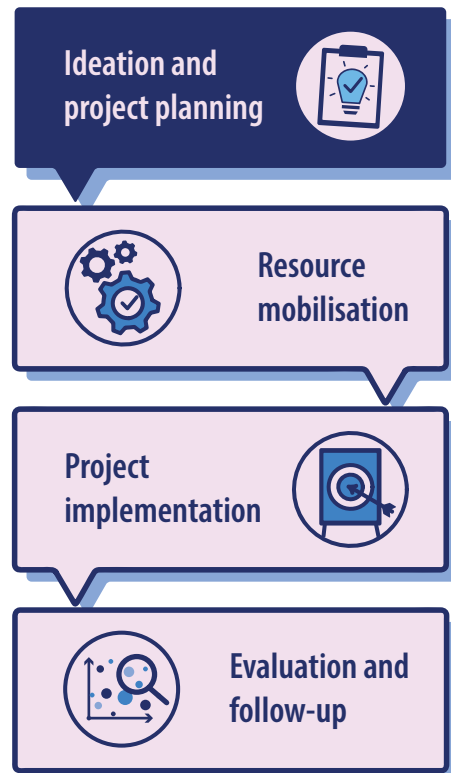 Ideation and
project planning
Resource
mobilisation
Project
implementation
Evaluation and
follow-up